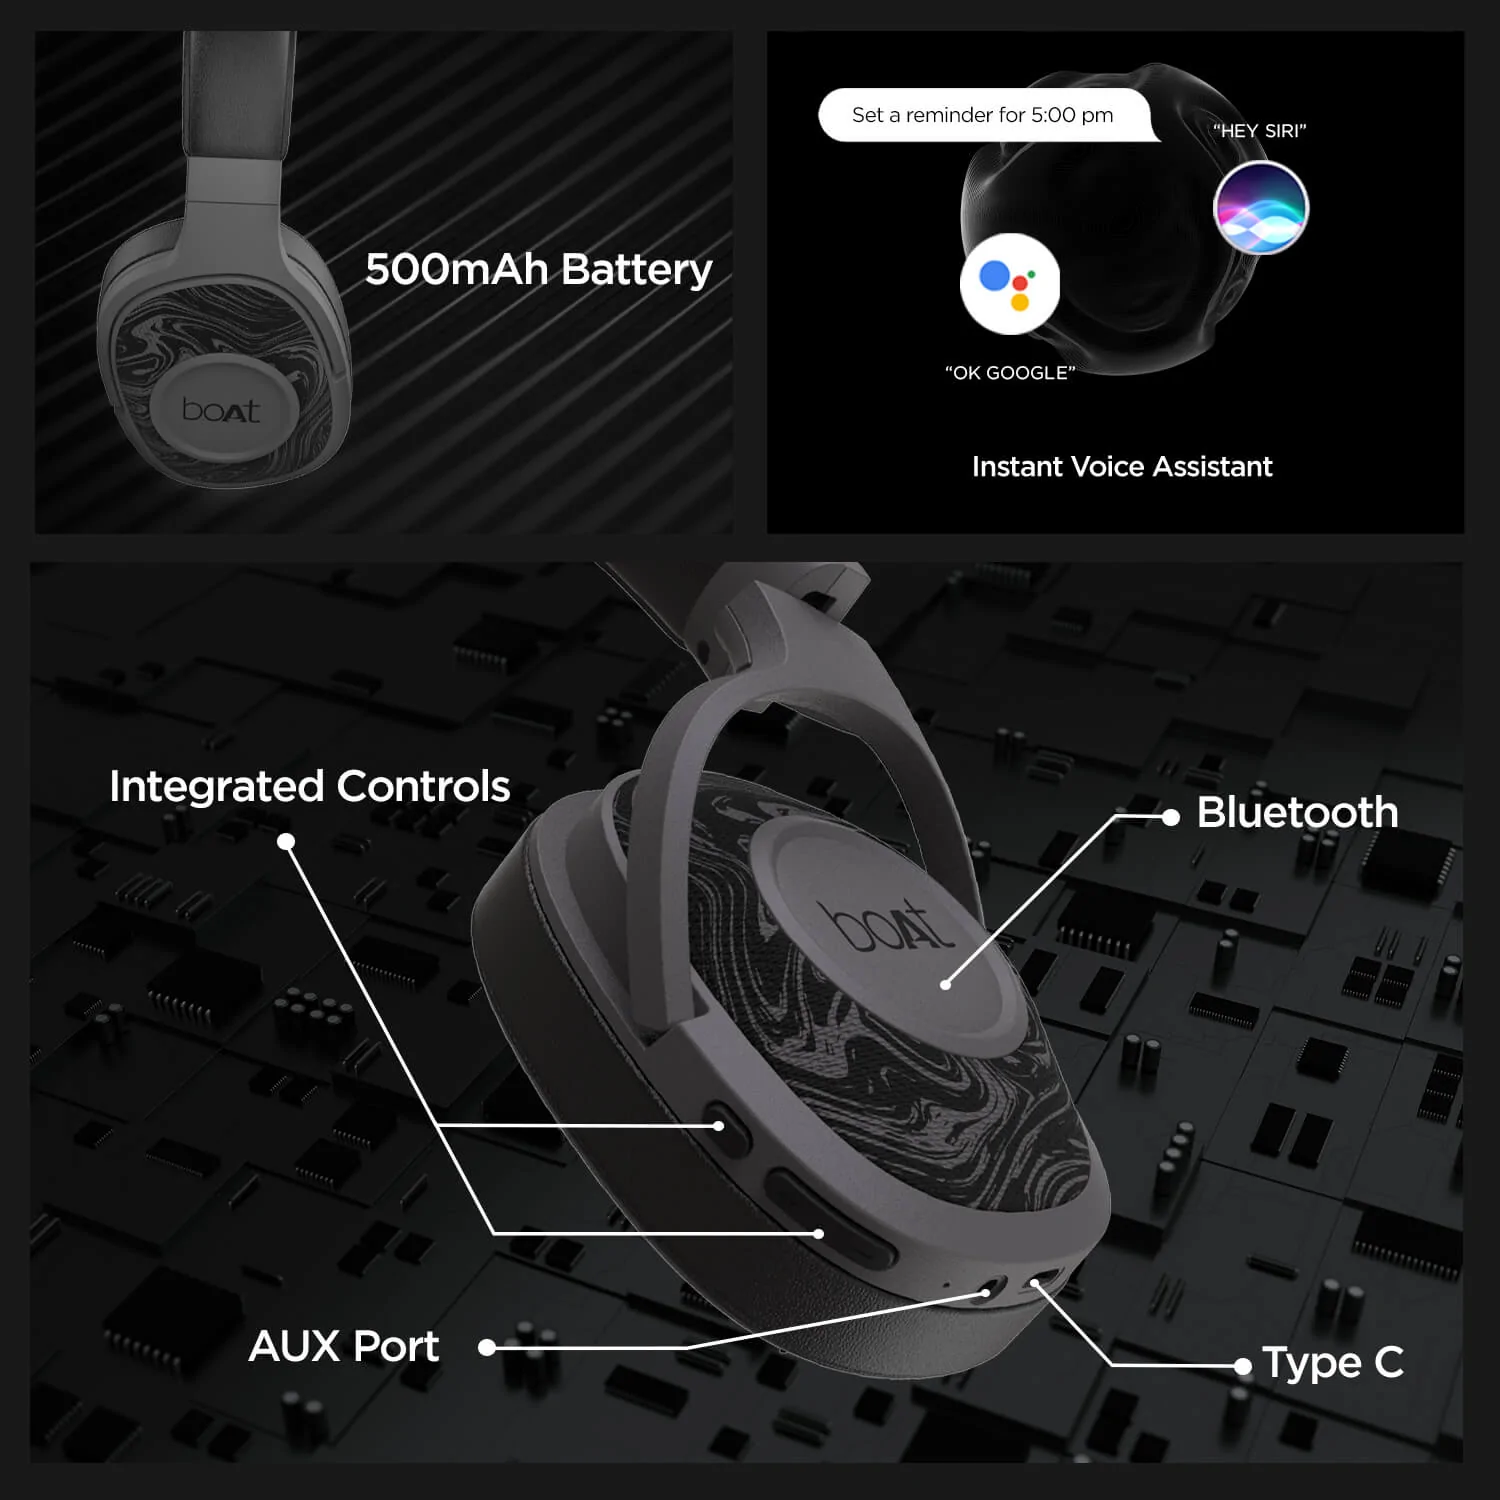 500mAh Battery
boAt
Set a reminder for 5:00 pm
“HEY SIRI”
“OK GOOGLE”
Instant Voice Assistant
Integrated Controls
Bluetooth
boAt
AUX Port
Type C